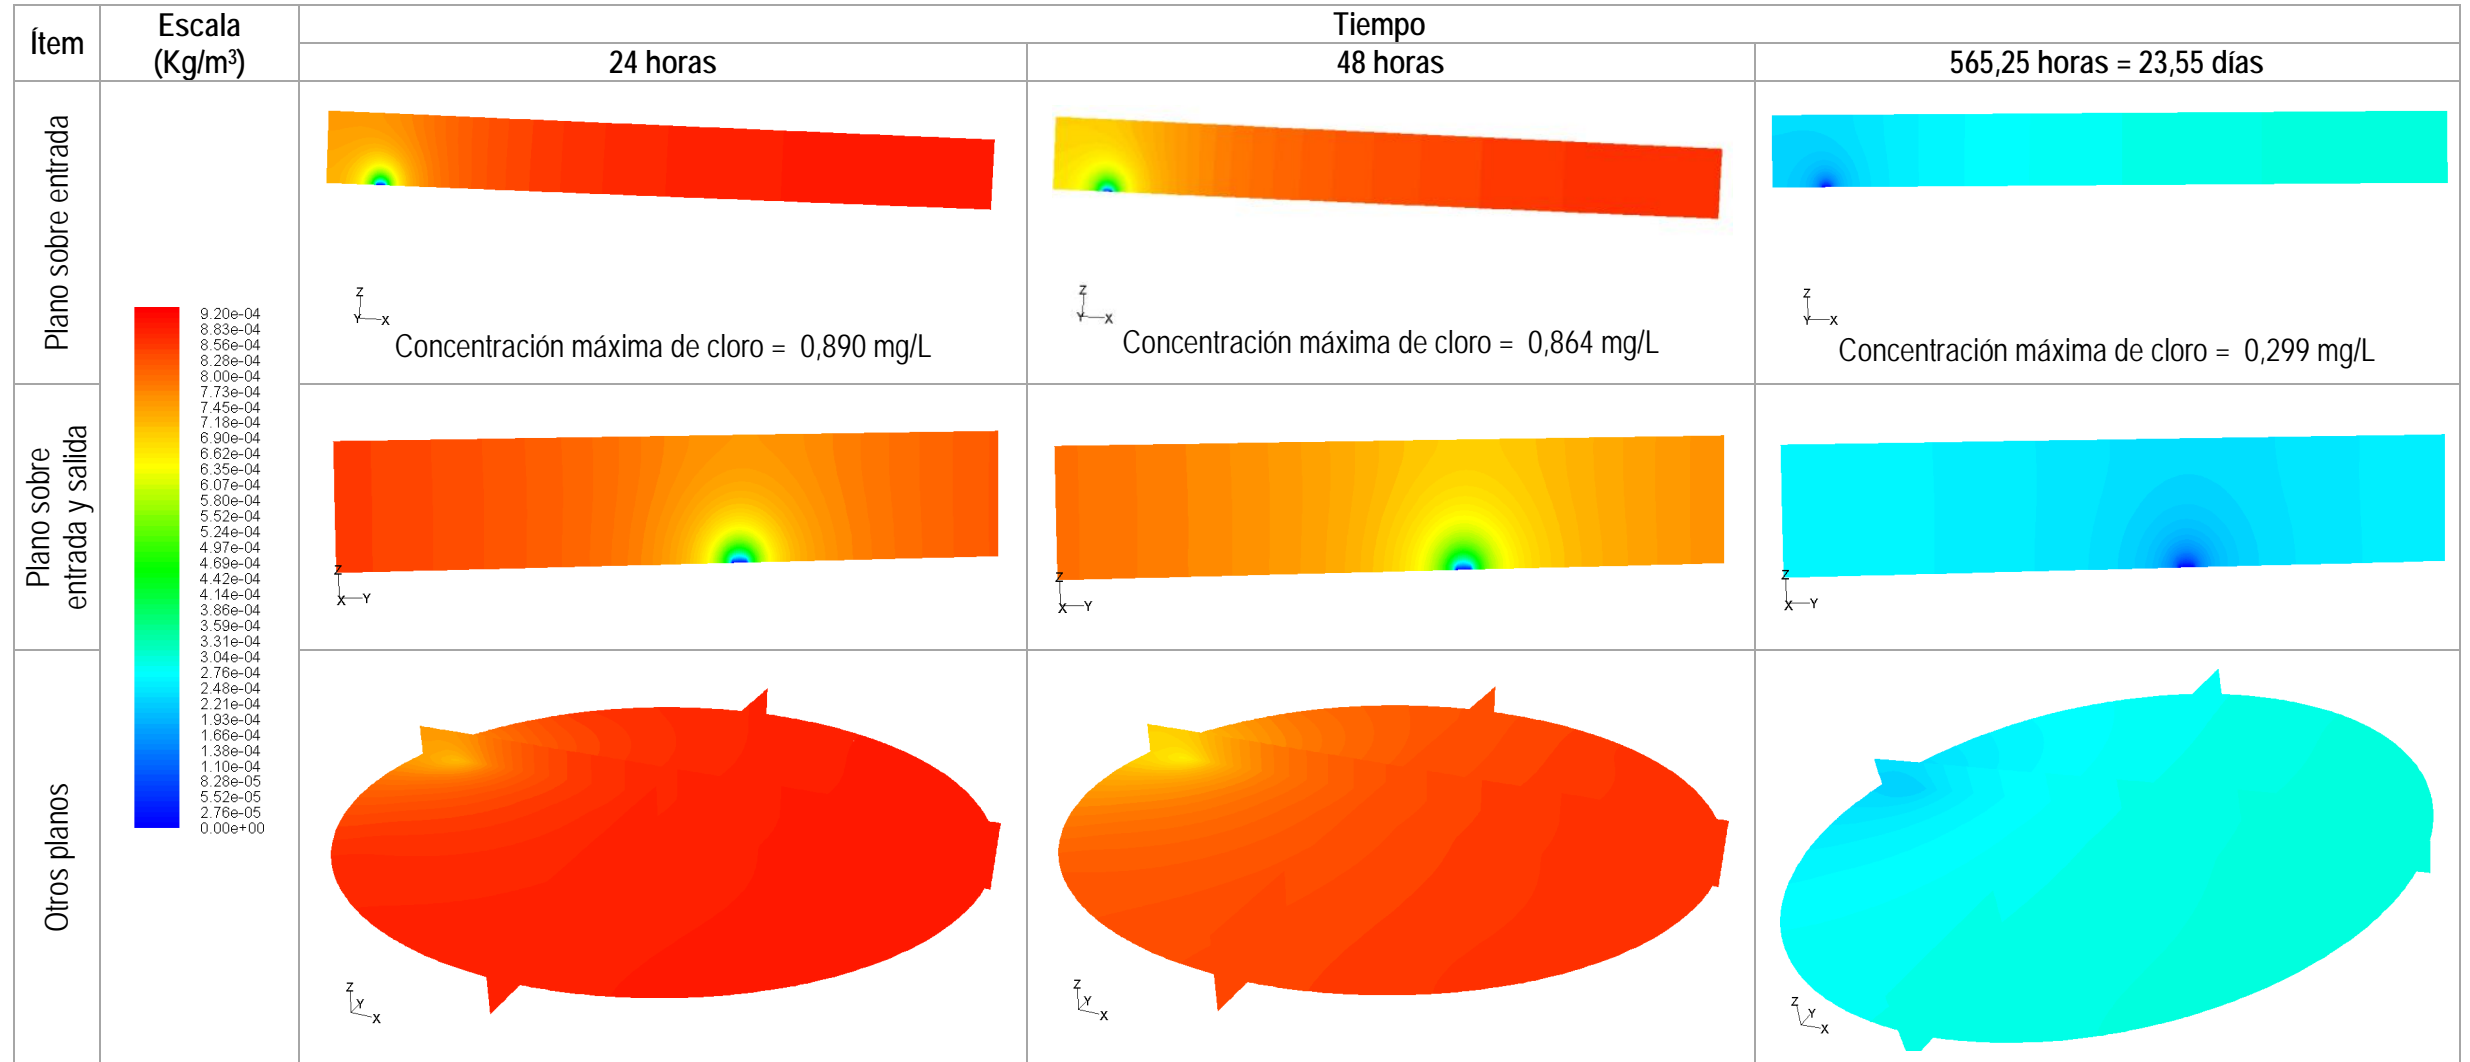 Ítem
Escala
(Kg/m³)
Tiempo
24 horas
48 horas
565,25 horas = 23,55 días
Plano sobre entrada
Z
Y
X
Concentración máxima de cloro = 0,890 mg/L
Z
Y
X
Concentración máxima de cloro = 0,864 mg/L
Z
Y
X
Concentración máxima de cloro = 0,299 mg/L
9.20e-04
8.83e-04
8.56e-04
8.28e-04
8.00e-04
7.73e-04
7.45e-04
7.18e-04
6.90e-04
6.62e-04
6.35e-04
6.07e-04
5.80e-04
5.52e-04
5.24e-04
4.97e-04
4.69e-04
4.42e-04
4.14e-04
3.86e-04
3.59e-04
3.31e-04
3.04e-04
2.76e-04
2.48e-04
2.21e-04
1.93e-04
1.66e-04
1.38e-04
1.10e-04
8.28e-05
5.52e-05
2.76e-05
0.00e+00
Plano sobre
entrada y salida
Z
X
Y
Z
X
Y
Z
X
Y
Otros planos
Z
Y
X
Z
Y
X
Z
Y
X